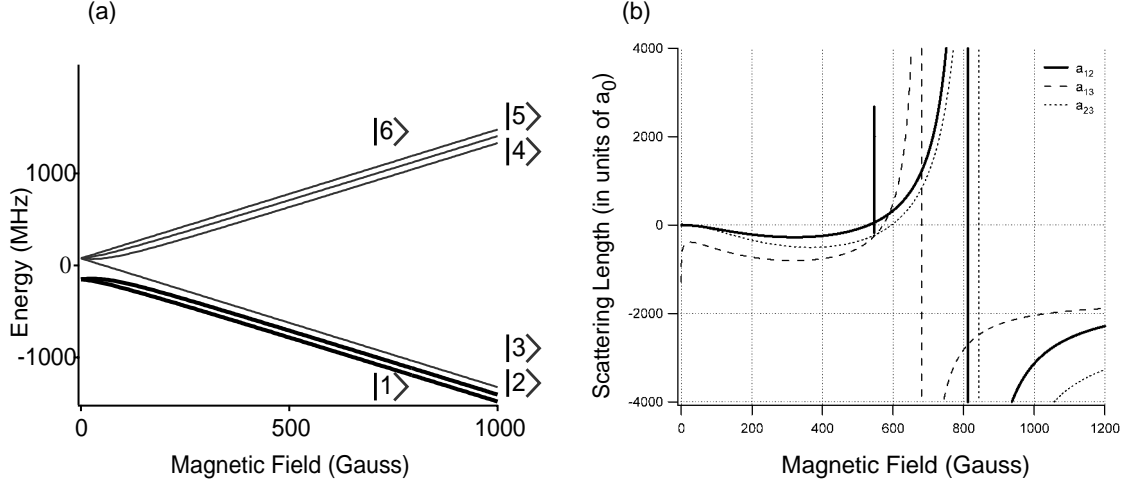 (a)
Energy (MHz)
1000
0
-1000
|6⟩
|5⟩
|4⟩
|3⟩
|2⟩
|1⟩
0
500
1000
Magnetic Field (Gauss)
(b)
Scattering Length (in units of a0)
4000
2000
0
-2000
-4000
a12
a13
a23
0
200
400
600
800
1000
1200
Magnetic Field (Gauss)